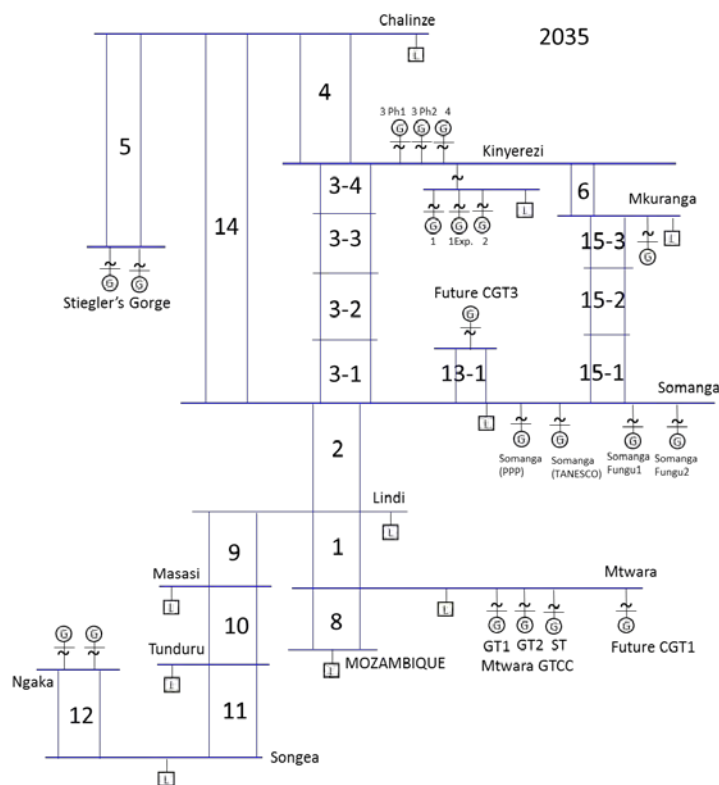 Chalinze
2035
L
4
3 Ph1 3 Ph2 4
G G G
5
Kinyerezi
3-4
6
Mkuranga
L
G G G
1 1Exp. 2
14
3-3
15-3
G
L
G G
Stiegler's Gorge
Future CGT3
G
3-2
15-2
3-1
13-1
15-1
Somanga
L
G G G G
Somanga
(PPP)
Somanga
(TANESCO)
Somanga
Fungu1
Somanga
Fungu2
2
Lindi
L
9
1
Masasi
Mtwara
L
L
G G G G
GT1 GT2 ST
Mtwara GTCC
Future CGT1
8
10
G G
Tunduru
MOZAMBIQUE
L
L
Ngaka
12
11
Songea
L